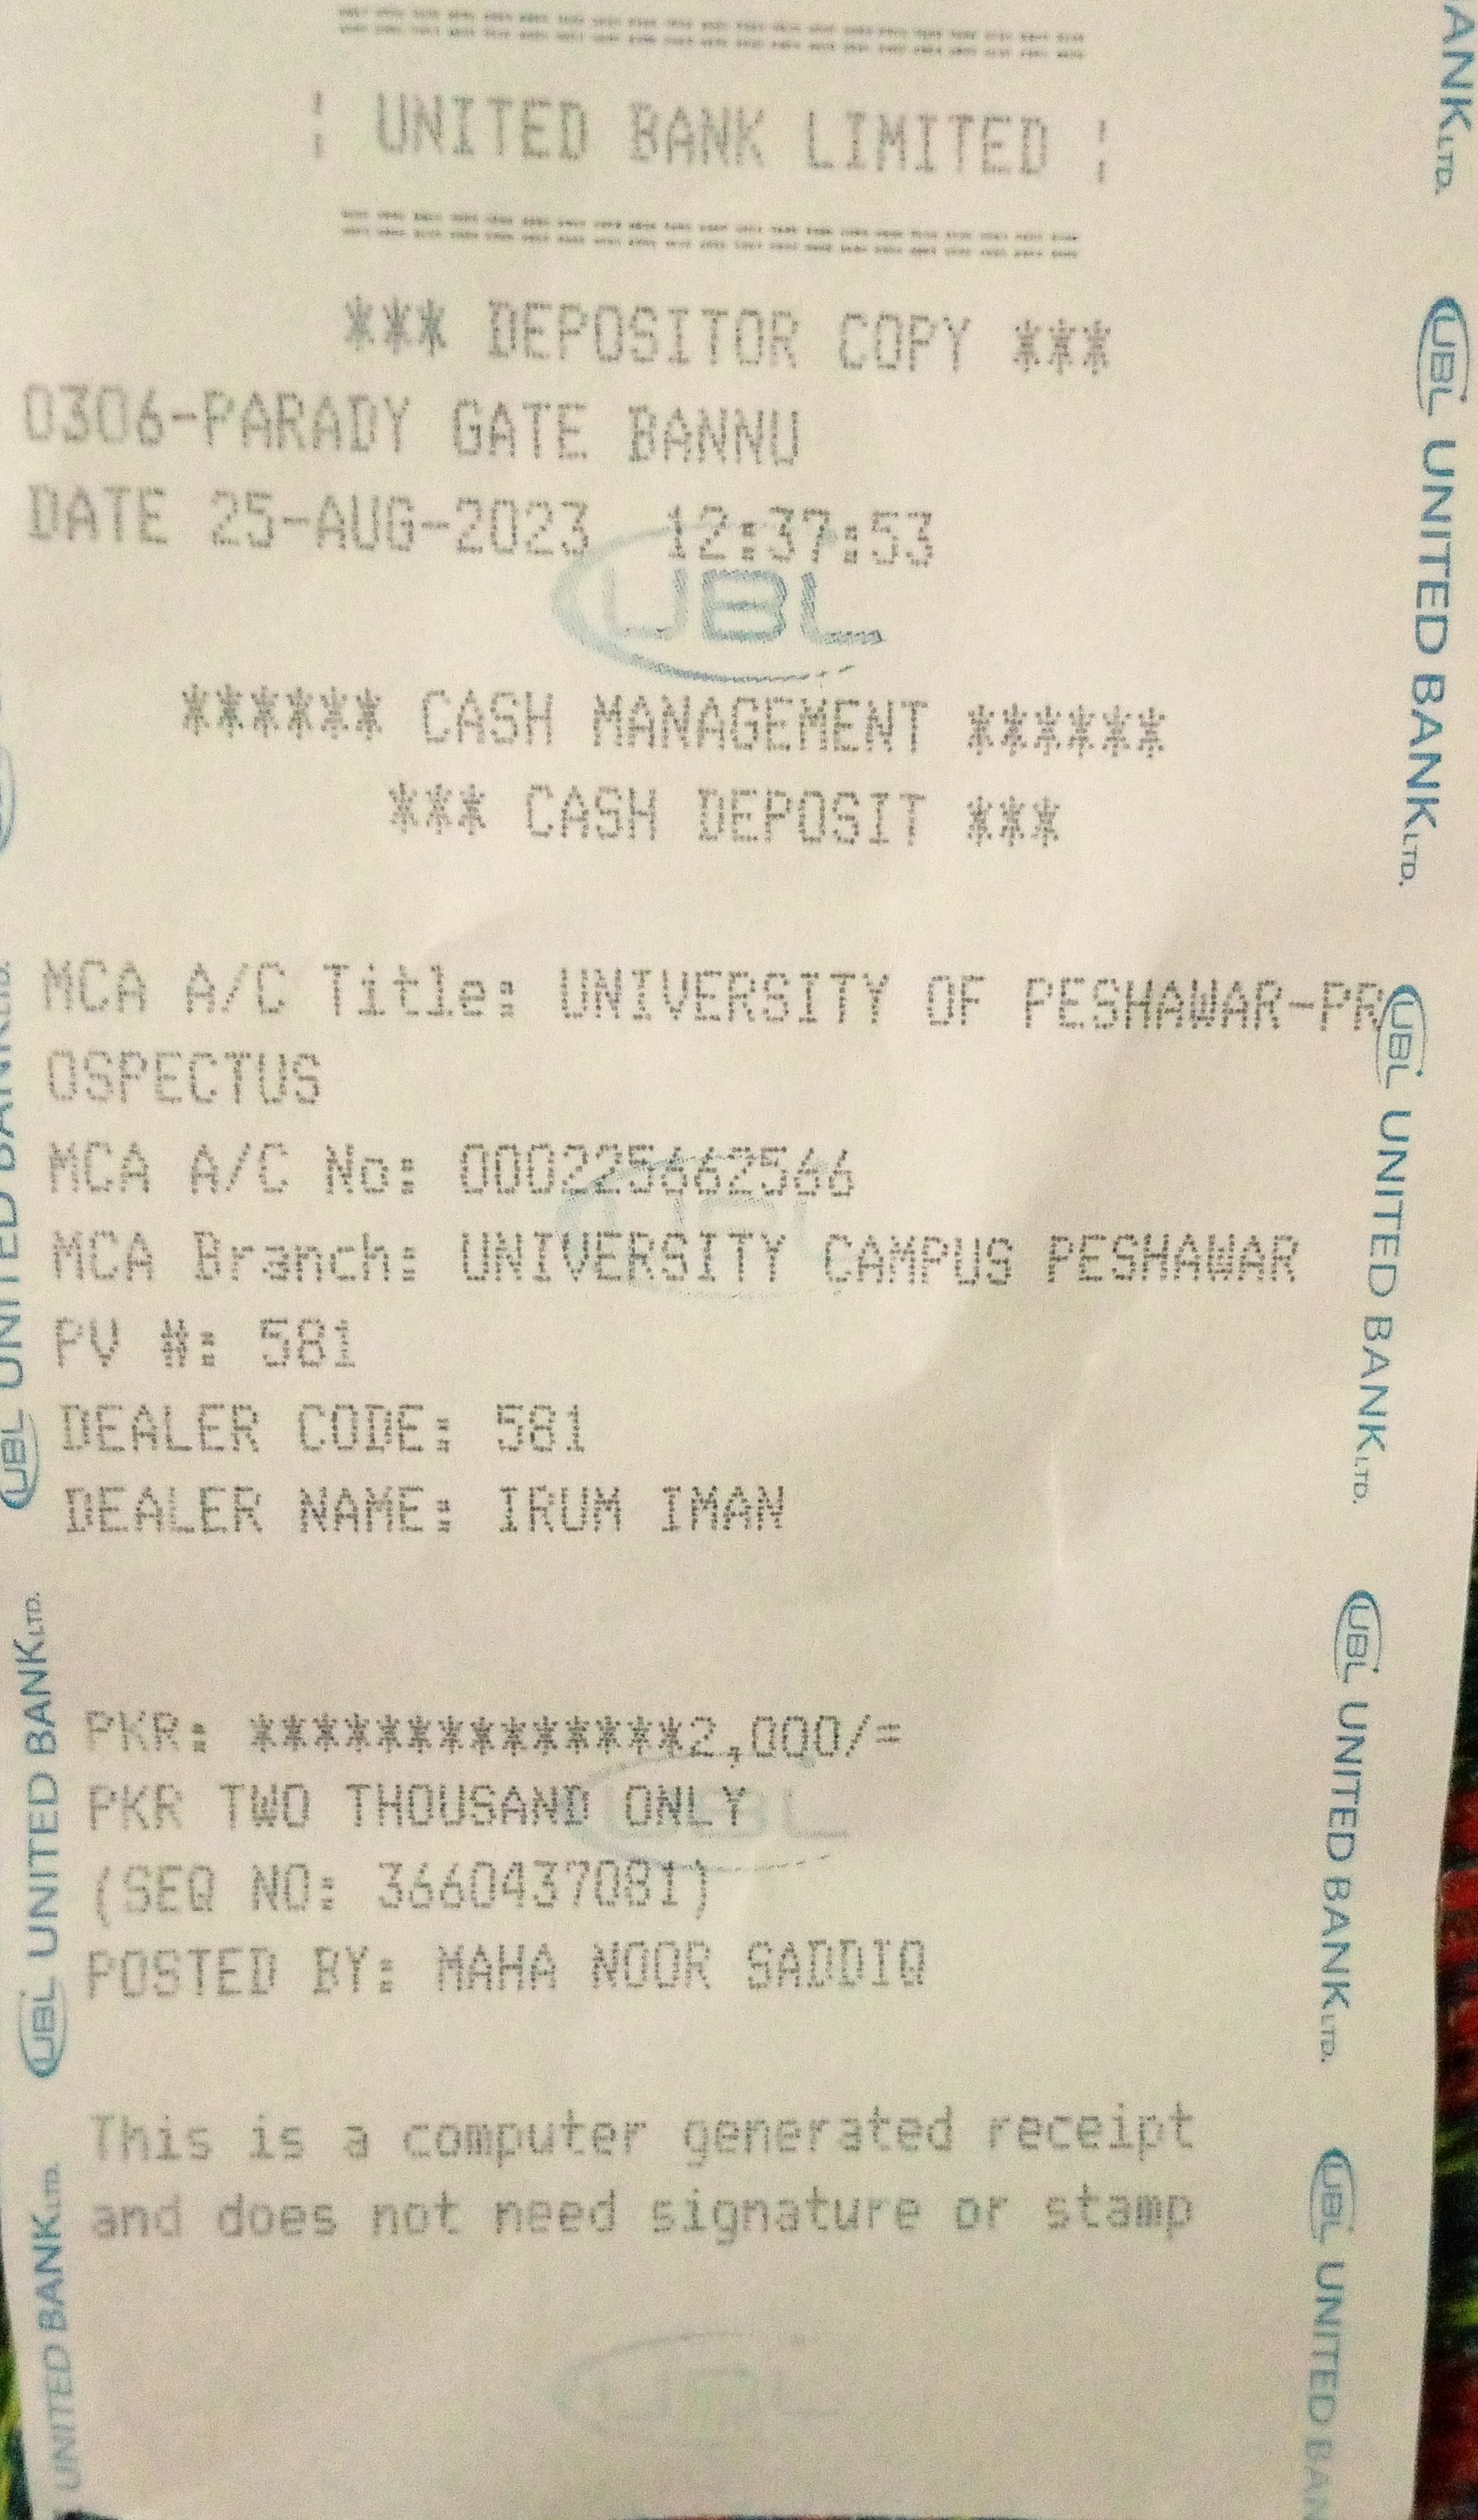 ==============================
¦ UNITED BANK LIMITED ¦
==============================
*** DEPOSITOR COPY ***
0306-PARADY GATE BANNU
DATE 25-AUG-2023 12:37:53
UBL
****** CASH MANAGEMENT ******
*** CASH DEPOSIT ***
MCA A/C Title: UNIVERSITY OF PESHAWAR-PR
OSPECTUS
MCA A/C No: 000225662566
MCA Branch: UNIVERSITY CAMPUS PESHAWAR
PV #: 581
DEALER CODE: 581
DEALER NAME: IRUM IMAN
PKR: **************2,000/=
PKR TWO THOUSAND ONLY
UBL
(SEQ NO: 3660437081)
POSTED BY: MAHA NOOR SADDIQ
This is a computer generated receipt
and does not need signature or stamp
ANK LTD.
UBL UNITED BANK LTD.
UBL UNITED BANK LTD.
UBL UNITED BANK LTD.
UBL UNITED BAN
UBL UNITED BANK LTD.
UBL UNITED BANK LTD.
UNITED BANK LTD.